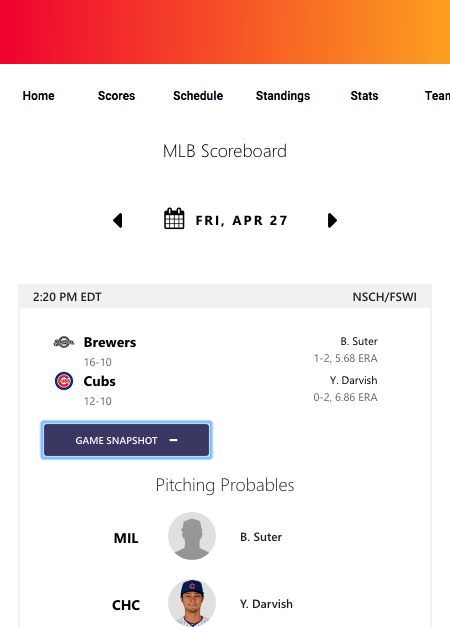 Home Scores Schedule Standings Stats
MLB Scoreboard
FRI, APR 27
2:20 PM EDT NSCH/FSWI
Brewers B. Suter
16-10 1-2, 5.68 ERA
Cubs Y. Darvish
12-10 0-2, 6.86 ERA
GAME SNAPSHOT −
Pitching Probables
MIL B. Suter
CHC Y. Darvish